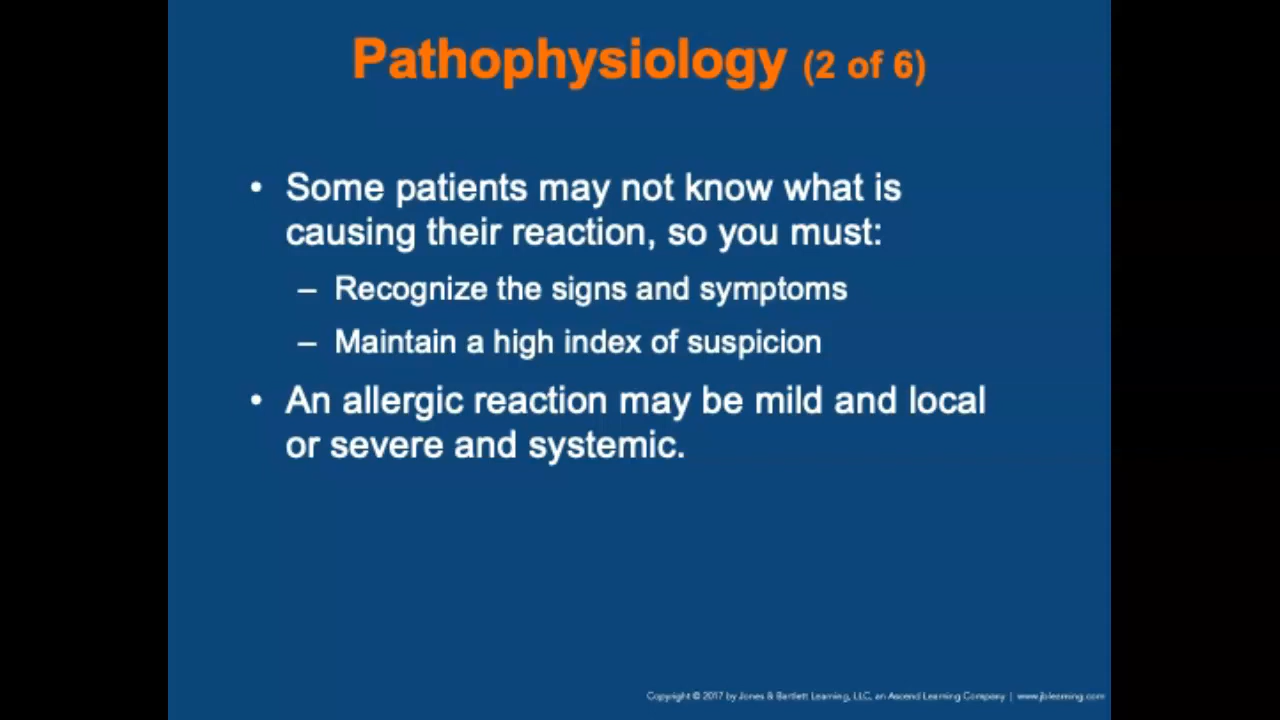 Pathophysiology (2 of 6)
• Some patients may not know what is
causing their reaction, so you must:
– Recognize the signs and symptoms
– Maintain a high index of suspicion
• An allergic reaction may be mild and local
or severe and systemic.
Copyright © 2017 by Jones & Bartlett Learning, LLC, an Ascend Learning Company | www.jblearning.com